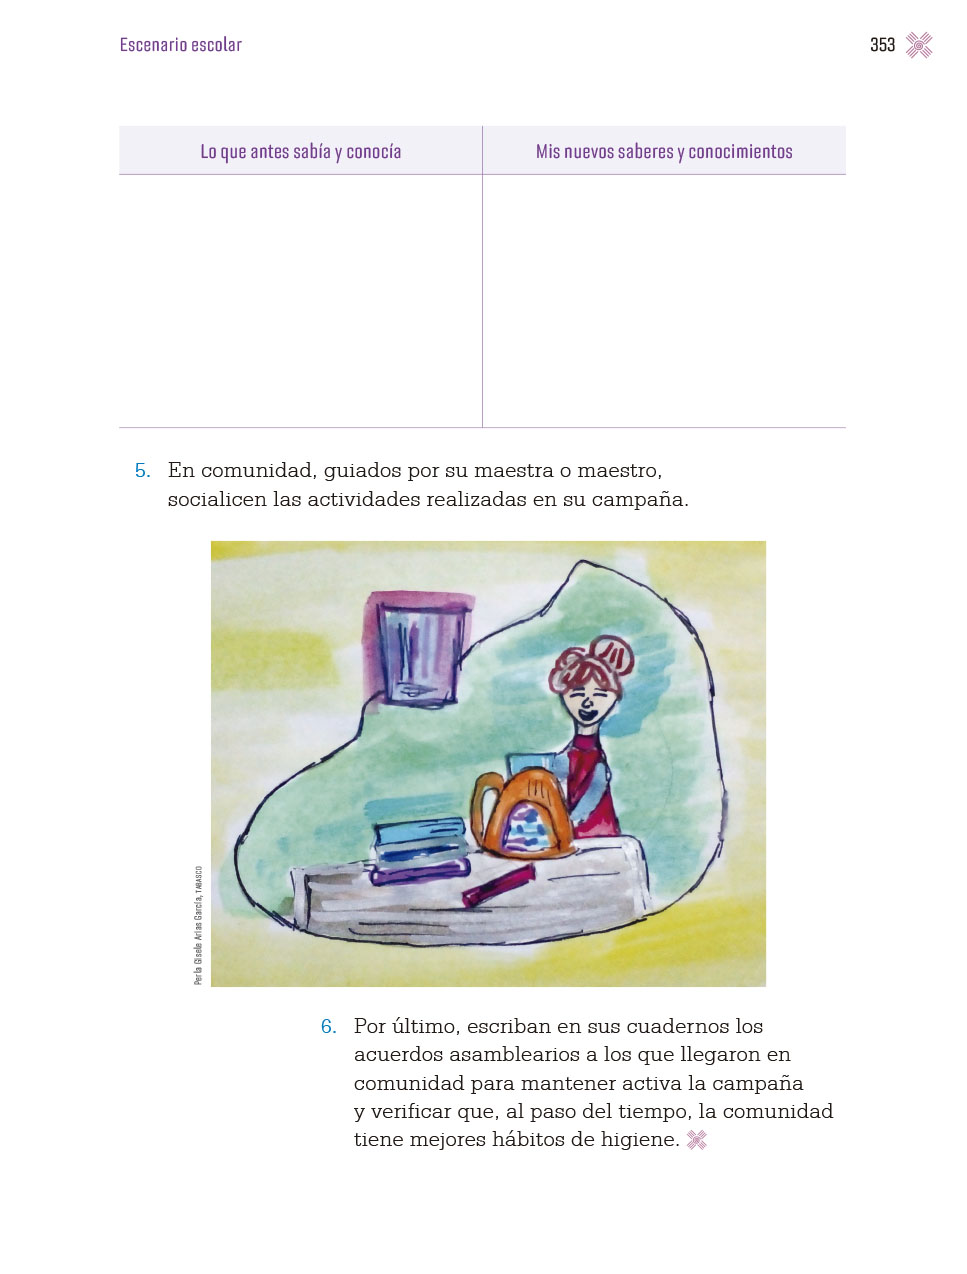 Escenario escolar
353
Lo que antes sabía y conocía
Mis nuevos saberes y conocimientos
5. En comunidad, guiados por su maestra o maestro,
socialicen las actividades realizadas en su campaña.
Perla Gisela Arias García, TABASCO
6. Por último, escriban en sus cuadernos los
acuerdos asamblearios a los que llegaron en
comunidad para mantener activa la campaña
y verificar que, al paso del tiempo, la comunidad
tiene mejores hábitos de higiene.